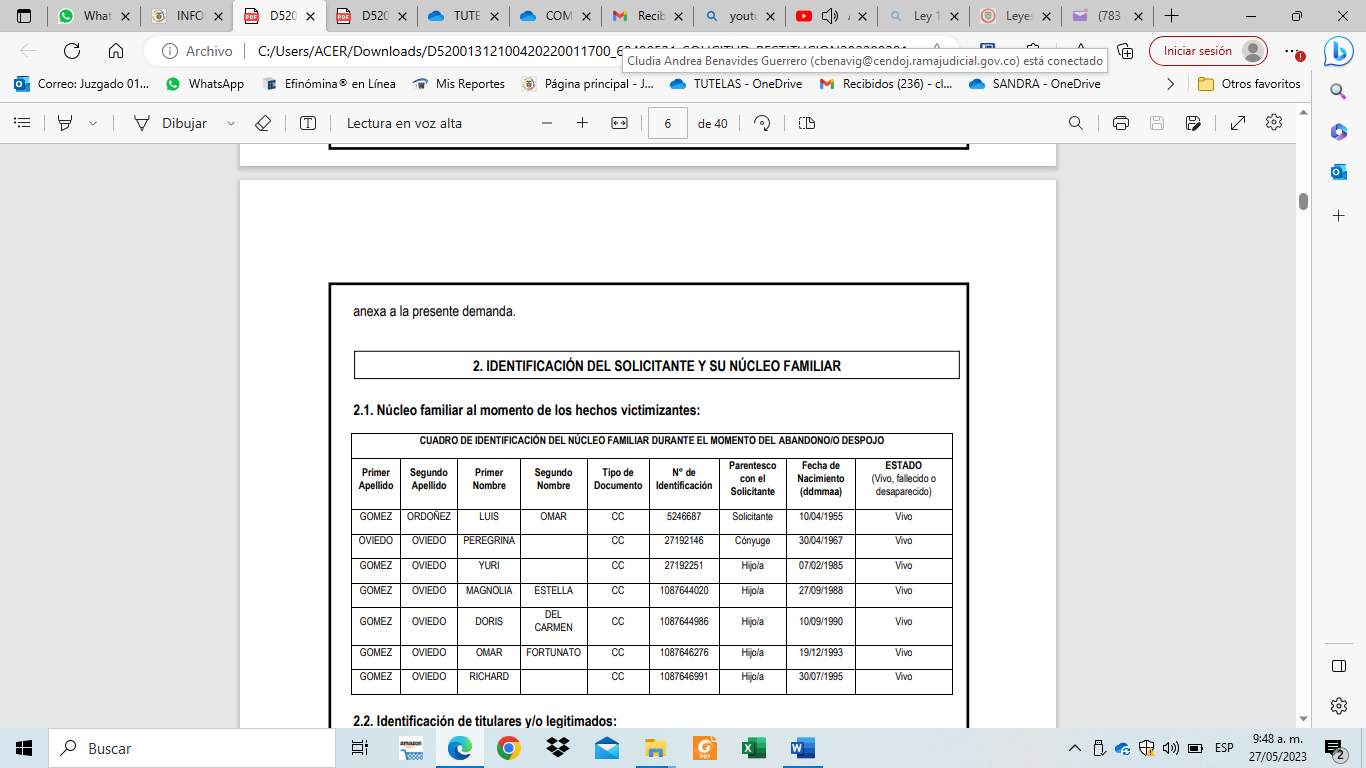 What
INFO
D520
D520
TUTE
COM
Recib
youtu
Ley 1
Leyes
(783
Archivo
Iniciar sesión
Cludia Andrea Benavides Guerrero (cbenavig@cendoj.ramajudicial.gov.co) está conectado
Correo: Juzgado 01...
WhatsApp
Efinómina® en Línea
Mis Reportes
Página principal - J...
TUTELAS - OneDrive
Recibidos (236) - cl...
SANDRA - OneDrive
Otros favoritos
Dibujar
Lectura en voz alta
6
de 40
anexa a la presente demanda.
2. IDENTIFICACIÓN DEL SOLICITANTE Y SU NÚCLEO FAMILIAR
2.1. Núcleo familiar al momento de los hechos victimizantes:
CUADRO DE IDENTIFICACIÓN DEL NÚCLEO FAMILIAR DURANTE EL MOMENTO DEL ABANDONO/O DESPOJO
Primer Apellido Segundo Apellido Primer Nombre Segundo Nombre Tipo de Documento N° de Identificación Parentesco con el Solicitante Fecha de Nacimiento (ddmmaa) ESTADO (Vivo, fallecido o desaparecido)
GOMEZ ORDOÑEZ LUIS OMAR CC 5246687 Solicitante 10/04/1955 Vivo
OVIEDO OVIEDO PEREGRINA CC 27192146 Cónyuge 30/04/1967 Vivo
GOMEZ OVIEDO YURI CC 27192251 Hijo/a 07/02/1985 Vivo
GOMEZ OVIEDO MAGNOLIA ESTELLA CC 1087644020 Hijo/a 27/09/1988 Vivo
GOMEZ OVIEDO DORIS DEL CARMEN CC 1087644986 Hijo/a 10/09/1990 Vivo
GOMEZ OVIEDO OMAR FORTUNATO CC 1087646276 Hijo/a 19/12/1993 Vivo
GOMEZ OVIEDO RICHARD CC 1087646991 Hijo/a 30/07/1995 Vivo
2.2. Identificación de titulares y/o legitimados:
Buscar
ESP
9:48 a. m.
27/05/2023
2